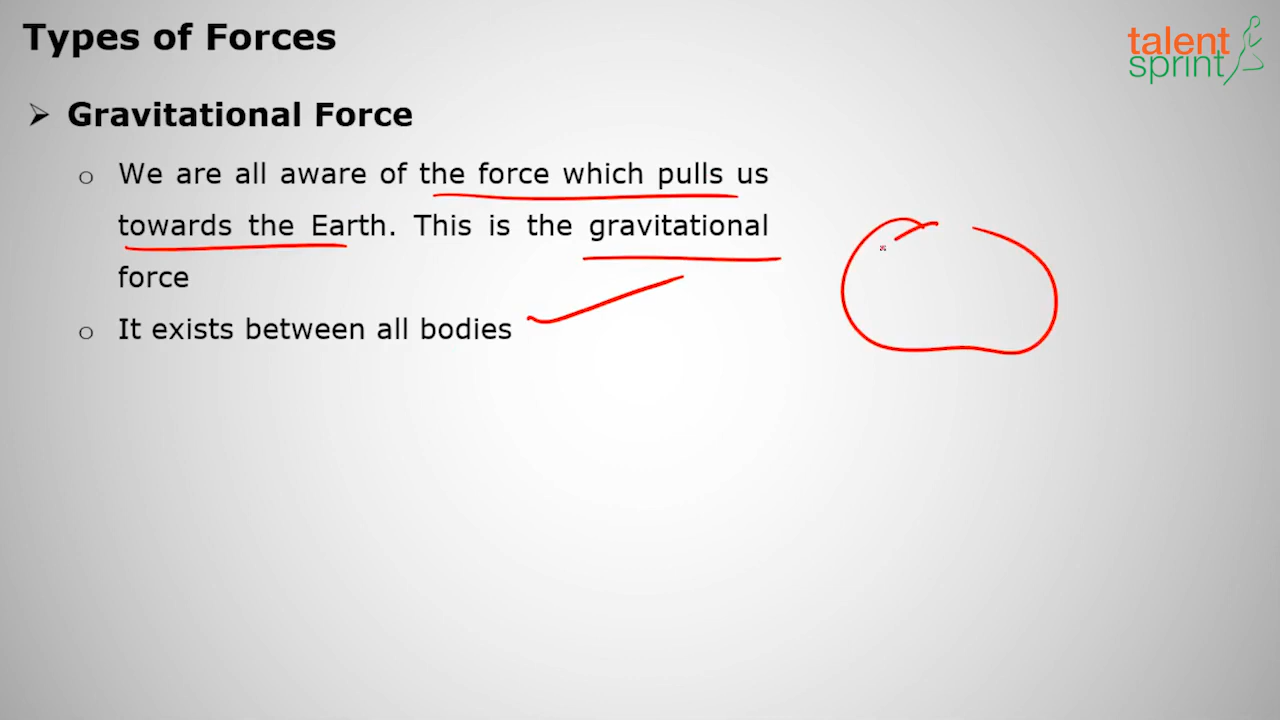 Types of Forces
talent
sprint
➢ Gravitational Force
o We are all aware of the force which pulls us
towards the Earth. This is the gravitational
force
o It exists between all bodies